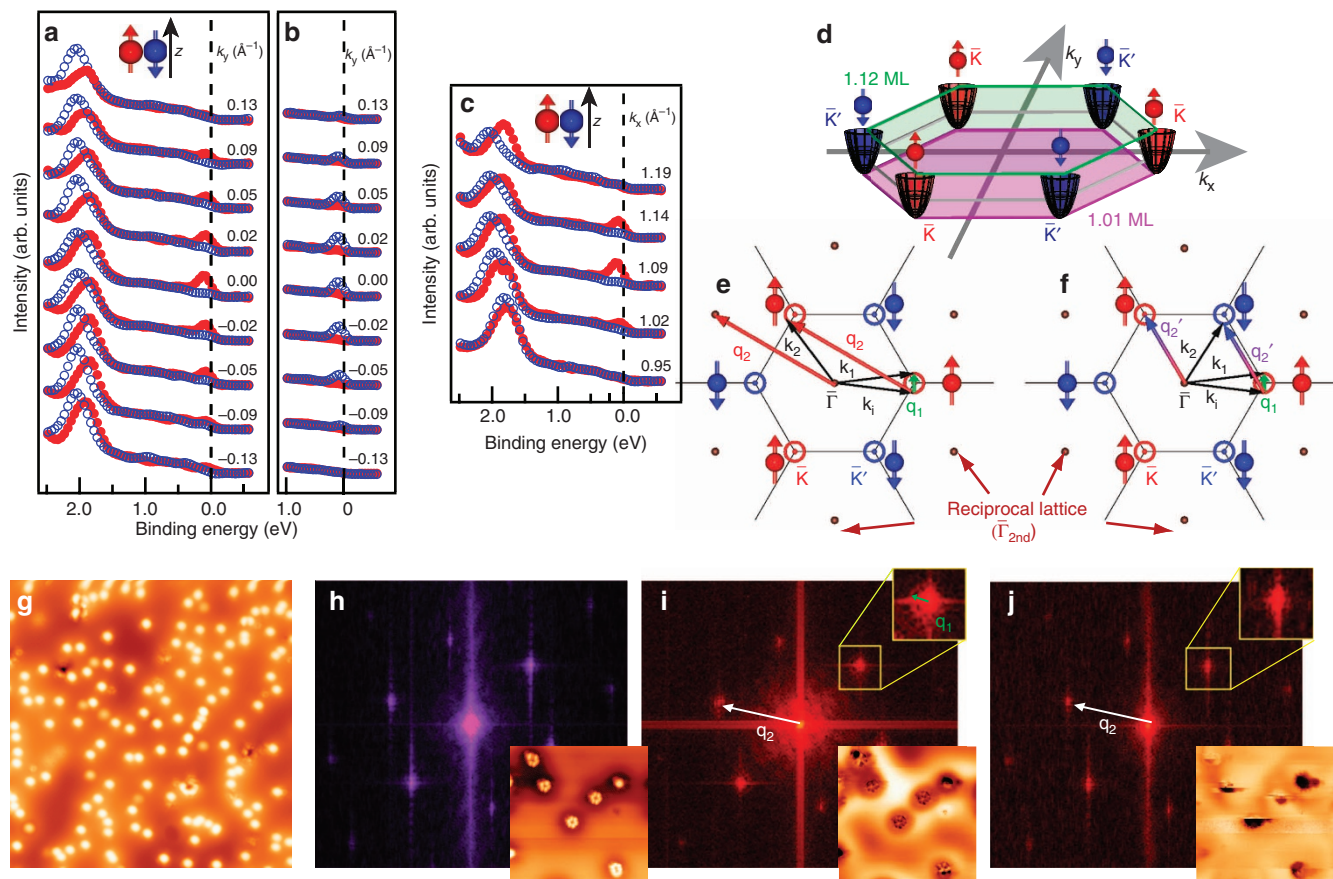 a
z
k_y (Å⁻¹)
0.13
0.09
0.05
0.02
0.00
−0.02
−0.05
−0.09
−0.13
Intensity (arb. units)
2.0
1.0
0.0
Binding energy (eV)
b
k_y (Å⁻¹)
0.13
0.09
0.05
0.02
0.00
−0.02
−0.05
−0.09
−0.13
1.0
0
c
z
k_x (Å⁻¹)
1.19
1.14
1.09
1.02
0.95
Intensity (arb. units)
2.0
1.0
0.0
Binding energy (eV)
d
K̅
k_y
K̅′
1.12 ML
K̅′
K̅
k_x
K̅
K̅′
1.01 ML
e
q₂
k₂
q₂
k₁
Γ̅
k_i
q₁
K̅
K̅′
f
q₂′
k₂
q₂′
k₁
Γ̅
k_i
q₁
K̅
K̅′
Reciprocal lattice
(Γ̅₂ₙd)
g
h
i
q₁
q₂
j
q₂